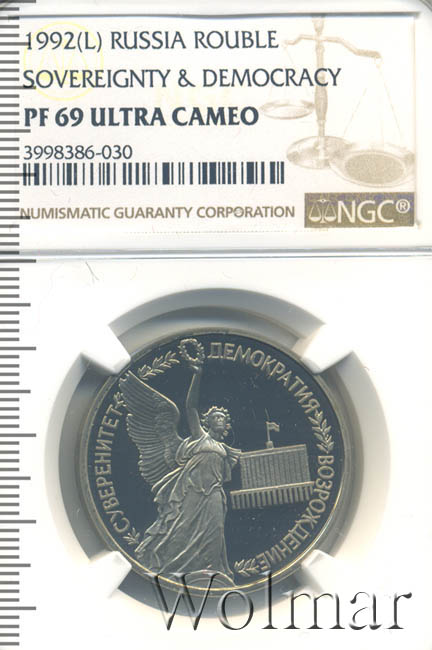 1992(L) RUSSIA ROUBLE
SOVEREIGNTY & DEMOCRACY
PF 69 ULTRA CAMEO
3998386-030
NUMISMATIC GUARANTY CORPORATION
NGC®
СУВЕРЕНИТЕТ ДЕМОКРАТИЯ ВОЗРОЖДЕНИЕ
Wolmar